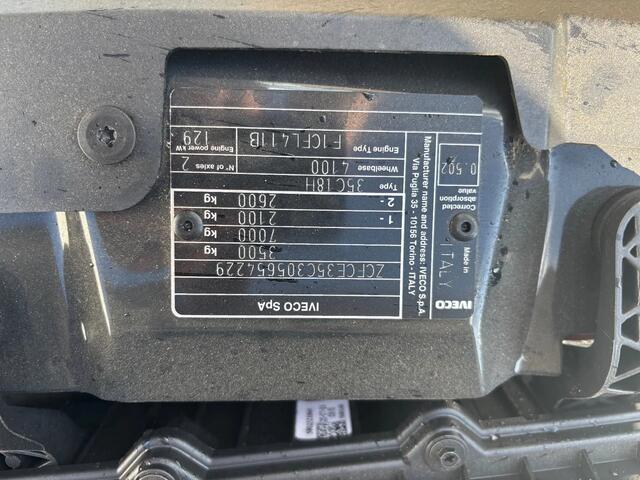 IVECO SpA
ZCFCE35C305654229
3500 kg
7000 kg
1- 2100 kg
2- 2600 kg
Type 35C18H
Wheelbase 4100 N° of axles 2
Engine Type F1CFL411B Engine power kW 129
IVECO
Made in ITALY
Manufacturer name and address: IVECO S.p.A.
Via Puglia 35 - 10156 Torino - ITALY
Corrected absorption value 0.502